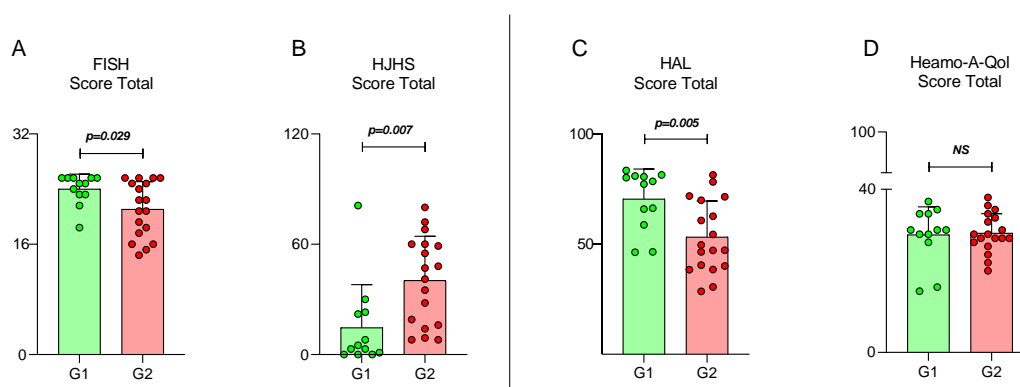 A
FISH
Score Total
32
16
0
p=0.029
G1
G2
B
HJHS
Score Total
120
60
0
p=0.007
G1
G2
C
HAL
Score Total
100
50
p=0.005
G1
G2
D
Heamo-A-Qol
Score Total
100
40
0
NS
G1
G2